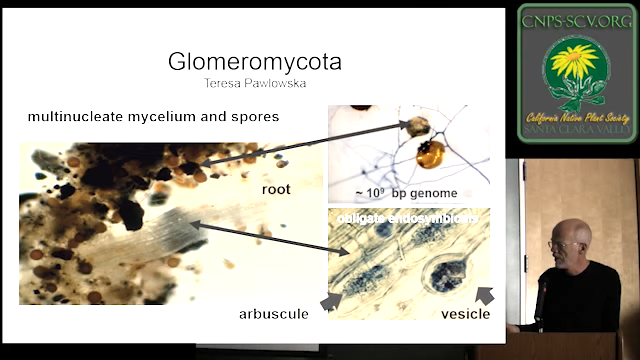 Glomeromycota
Teresa Pawlowska
multinucleate mycelium and spores
root
~ 10⁹ bp genome
obligate endosymbiosis
arbuscule
vesicle
CNPS-SCV.ORG
California Native Plant Society
SANTA CLARA VALLEY